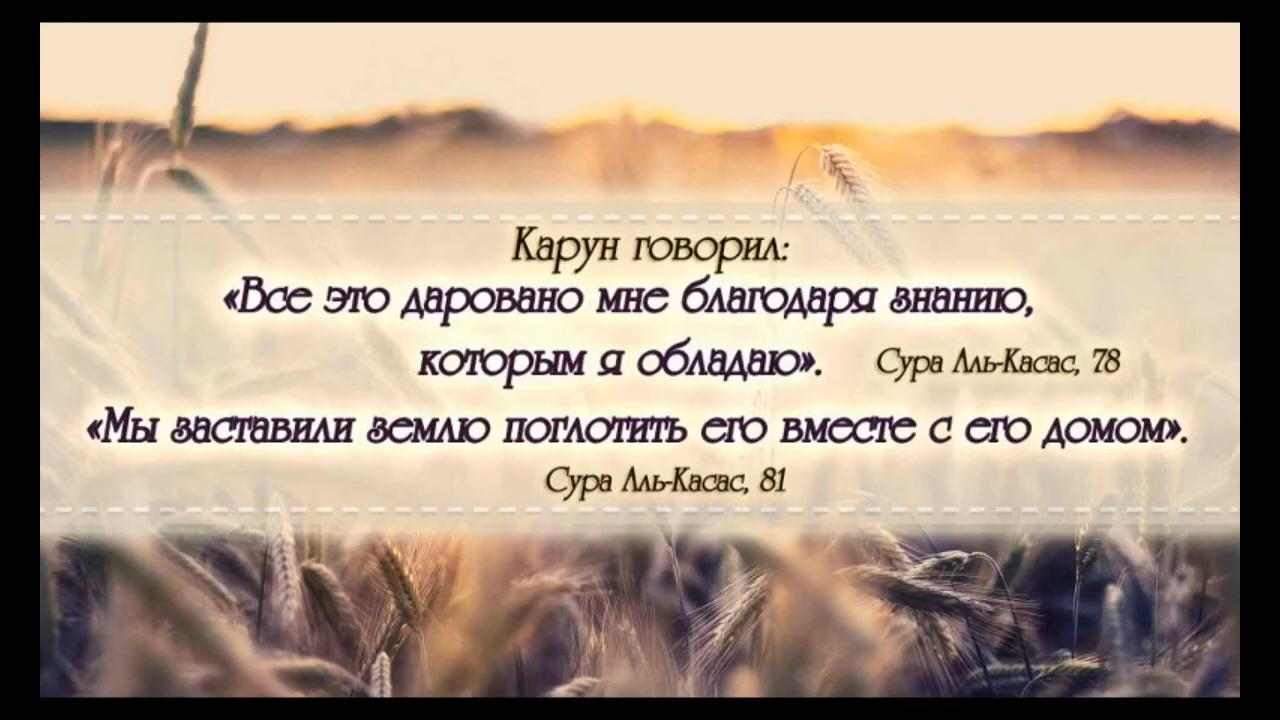 Карун говорил:
«Все это даровано мне благодаря знанию,
которым я обладаю». Сура Аль-Касас, 78
«Мы заставили землю поглотить его вместе с его домом».
Сура Аль-Касас, 81